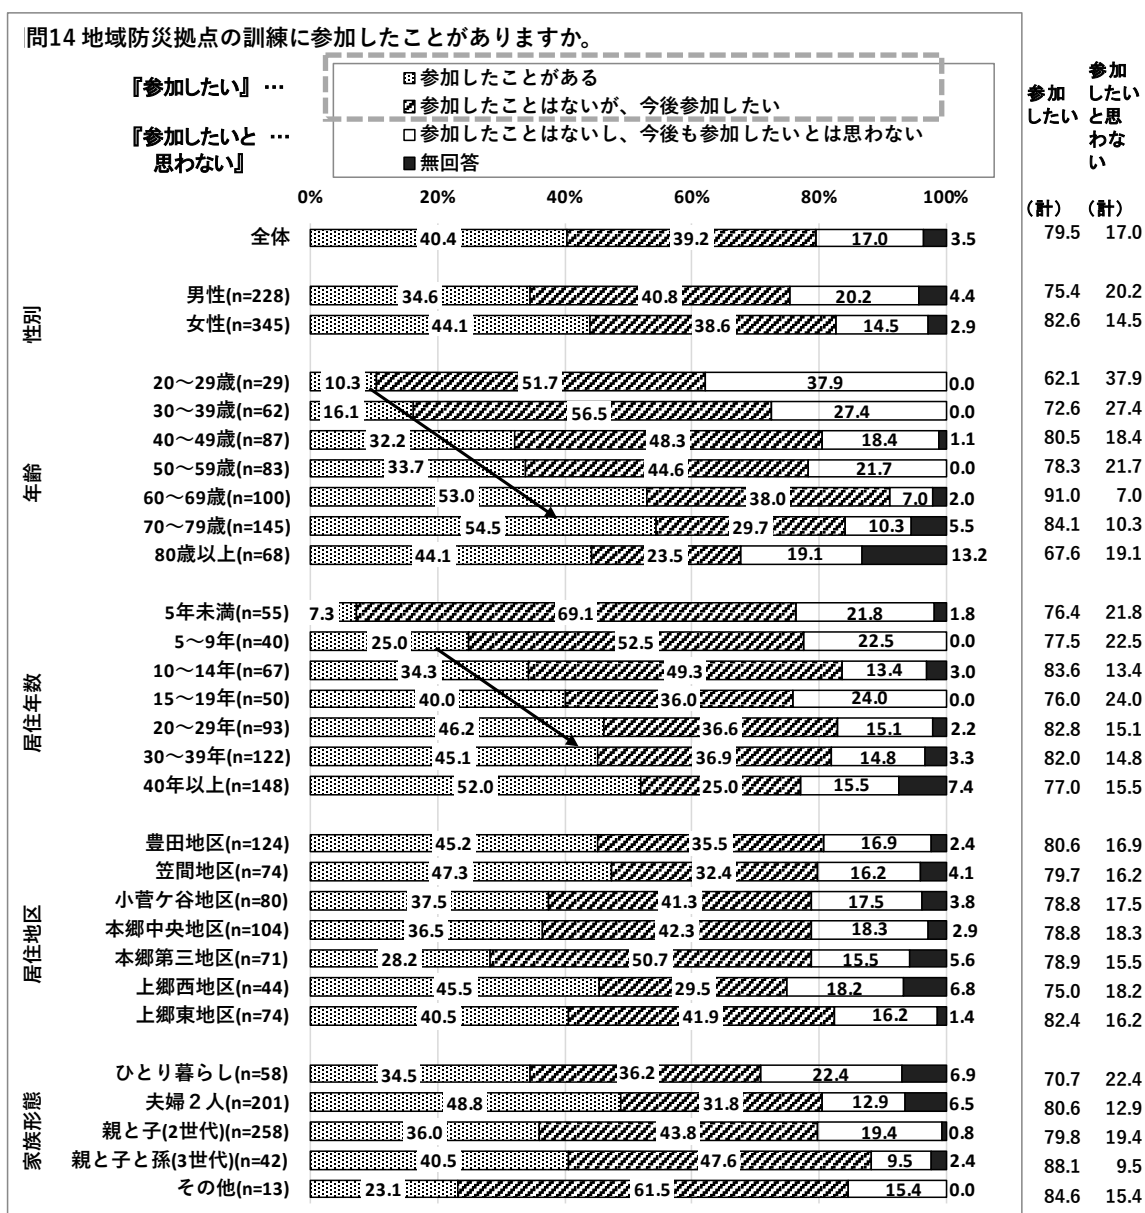 問14 地域防災拠点の訓練に参加したことがありますか。
『参加したい』 …
参加したことがある
参加したことはないが、今後参加したい
『参加したいと …
思わない』
参加したことはないし、今後も参加したいとは思わない
無回答
参加
したい
（計）
参加
したい
と思
わな
い
（計）
0% 20% 40% 60% 80% 100%
全体 40.4 39.2 17.0 3.5 79.5 17.0
性別
男性(n=228) 34.6 40.8 20.2 4.4 75.4 20.2
女性(n=345) 44.1 38.6 14.5 2.9 82.6 14.5
年齢
20～29歳(n=29) 10.3 51.7 37.9 0.0 62.1 37.9
30～39歳(n=62) 16.1 56.5 27.4 0.0 72.6 27.4
40～49歳(n=87) 32.2 48.3 18.4 1.1 80.5 18.4
50～59歳(n=83) 33.7 44.6 21.7 0.0 78.3 21.7
60～69歳(n=100) 53.0 38.0 7.0 2.0 91.0 7.0
70～79歳(n=145) 54.5 29.7 10.3 5.5 84.1 10.3
80歳以上(n=68) 44.1 23.5 19.1 13.2 67.6 19.1
居住年数
5年未満(n=55) 7.3 69.1 21.8 1.8 76.4 21.8
5～9年(n=40) 25.0 52.5 22.5 0.0 77.5 22.5
10～14年(n=67) 34.3 49.3 13.4 3.0 83.6 13.4
15～19年(n=50) 40.0 36.0 24.0 0.0 76.0 24.0
20～29年(n=93) 46.2 36.6 15.1 2.2 82.8 15.1
30～39年(n=122) 45.1 36.9 14.8 3.3 82.0 14.8
40年以上(n=148) 52.0 25.0 15.5 7.4 77.0 15.5
居住地区
豊田地区(n=124) 45.2 35.5 16.9 2.4 80.6 16.9
笠間地区(n=74) 47.3 32.4 16.2 4.1 79.7 16.2
小菅ケ谷地区(n=80) 37.5 41.3 17.5 3.8 78.8 17.5
本郷中央地区(n=104) 36.5 42.3 18.3 2.9 78.8 18.3
本郷第三地区(n=71) 28.2 50.7 15.5 5.6 78.9 15.5
上郷西地区(n=44) 45.5 29.5 18.2 6.8 75.0 18.2
上郷東地区(n=74) 40.5 41.9 16.2 1.4 82.4 16.2
家族形態
ひとり暮らし(n=58) 34.5 36.2 22.4 6.9 70.7 22.4
夫婦２人(n=201) 48.8 31.8 12.9 6.5 80.6 12.9
親と子(2世代)(n=258) 36.0 43.8 19.4 0.8 79.8 19.4
親と子と孫(3世代)(n=42) 40.5 47.6 9.5 2.4 88.1 9.5
その他(n=13) 23.1 61.5 15.4 0.0 84.6 15.4